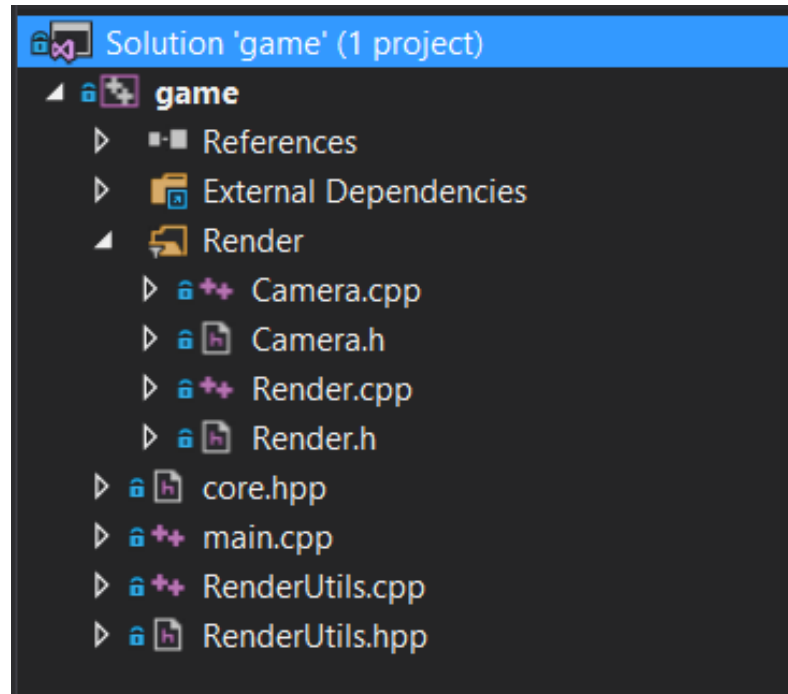 Solution 'game' (1 project)
game
References
External Dependencies
Render
Camera.cpp
Camera.h
Render.cpp
Render.h
core.hpp
main.cpp
RenderUtils.cpp
RenderUtils.hpp